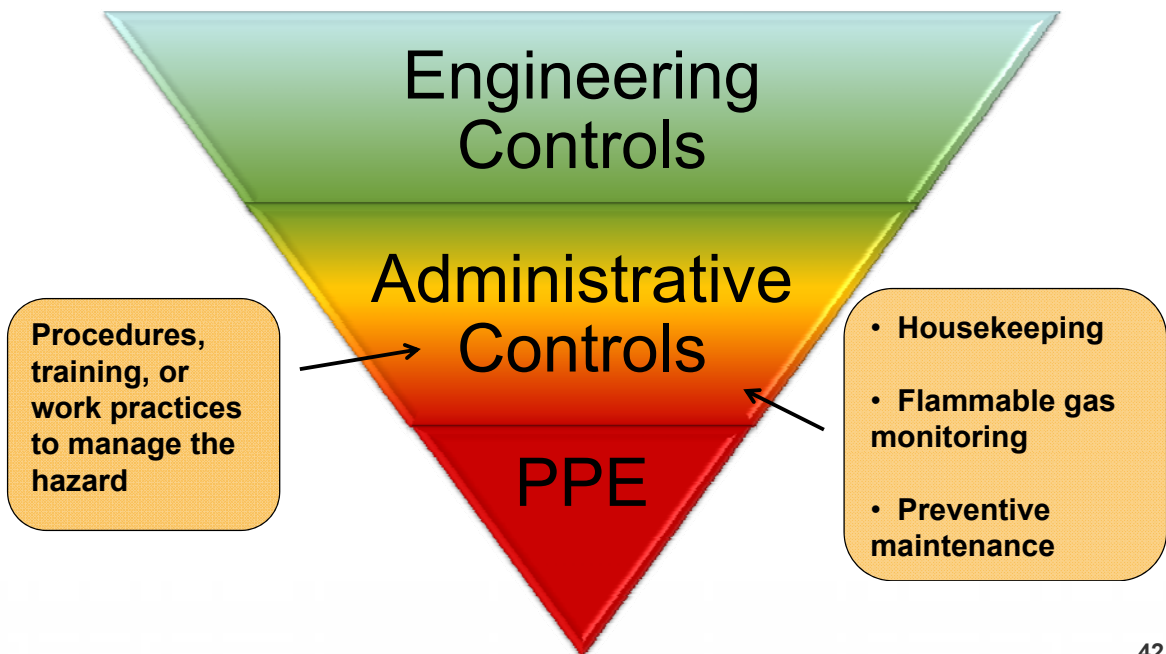 Engineering
Controls
Administrative
Controls
Procedures,
training, or
work practices
to manage the
hazard
• Housekeeping
• Flammable gas
monitoring
• Preventive
maintenance
PPE
42